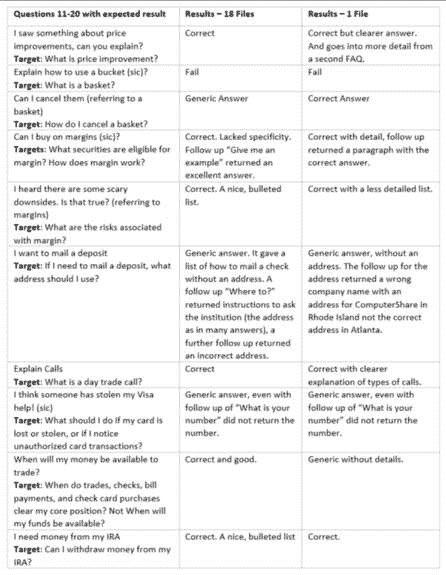 Questions 11-20 with expected result
Results – 18 Files
Results – 1 File
I saw something about price
improvements, can you explain?
Target: What is price improvement?
Correct
Correct but clearer answer.
And goes into more detail from
a second FAQ.
Explain how to use a bucket (sic)?
Target: What is a basket?
Fail
Fail
Can I cancel them (referring to a
basket)
Target: How do I cancel a basket?
Generic Answer
Correct Answer
Can I buy on margins (sic)?
Targets: What securities are eligible for
margin? How does margin work?
Correct. Lacked specificity.
Follow up "Give me an
example" returned an
excellent answer.
Correct with detail, follow up
returned a paragraph with the
correct answer.
I heard there are some scary
downsides. Is that true? (referring to
margins)
Target: What are the risks associated
with margin?
Correct. A nice, bulleted
list.
Correct with a less detailed list.
I want to mail a deposit
Target: If I need to mail a deposit, what
address should I use?
Generic answer. It gave a
list of how to mail a check
without an address. A
follow up "Where to?"
returned instructions to ask
the institution (the address
as in many answers), a
further follow up returned
an incorrect address.
Generic answer, without an
address. The follow up for the
address returned a wrong
company name with an
address for ComputerShare in
Rhode Island not the correct
address in Atlanta.
Explain Calls
Target: What is a day trade call?
Correct
Correct with clearer
explanation of types of calls.
I think someone has stolen my Visa
help! (sic)
Target: What should I do if my card is
lost or stolen, or if I notice
unauthorized card transactions?
Generic answer, even with
follow up of "What is your
number" did not return the
number.
Generic answer, even with
follow up of "What is your
number" did not return the
number.
When will my money be available to
trade?
Target: When do trades, checks, bill
payments, and check card purchases
clear my core position? Not When will
my funds be available?
Correct and good.
Generic without details.
I need money from my IRA
Target: Can I withdraw money from my
IRA?
Correct. A nice, bulleted list
Correct.